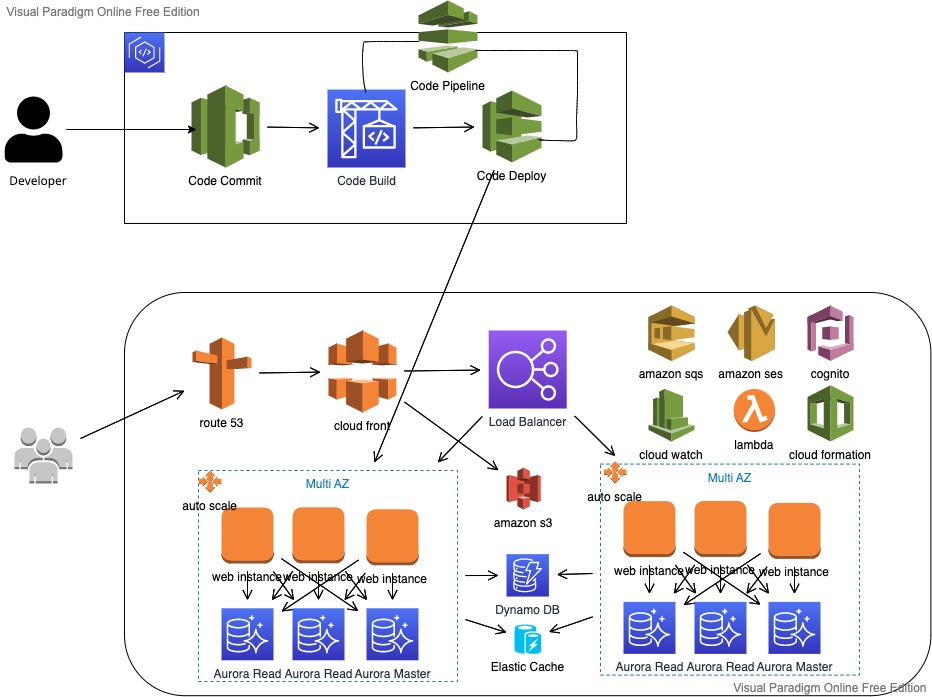 Visual Paradigm Online Free Edition
Code Pipeline
Developer
Code Commit
Code Build
Code Deploy
route 53
cloud front
Load Balancer
amazon sqs
amazon ses
cognito
cloud watch
lambda
cloud formation
Multi AZ
auto scale
web instance
web instance
web instance
Aurora Read
Aurora Read
Aurora Master
amazon s3
Dynamo DB
Elastic Cache
Multi AZ
auto scale
web instance
web instance
web instance
Aurora Read
Aurora Read
Aurora Master
Visual Paradigm Online Free Edition